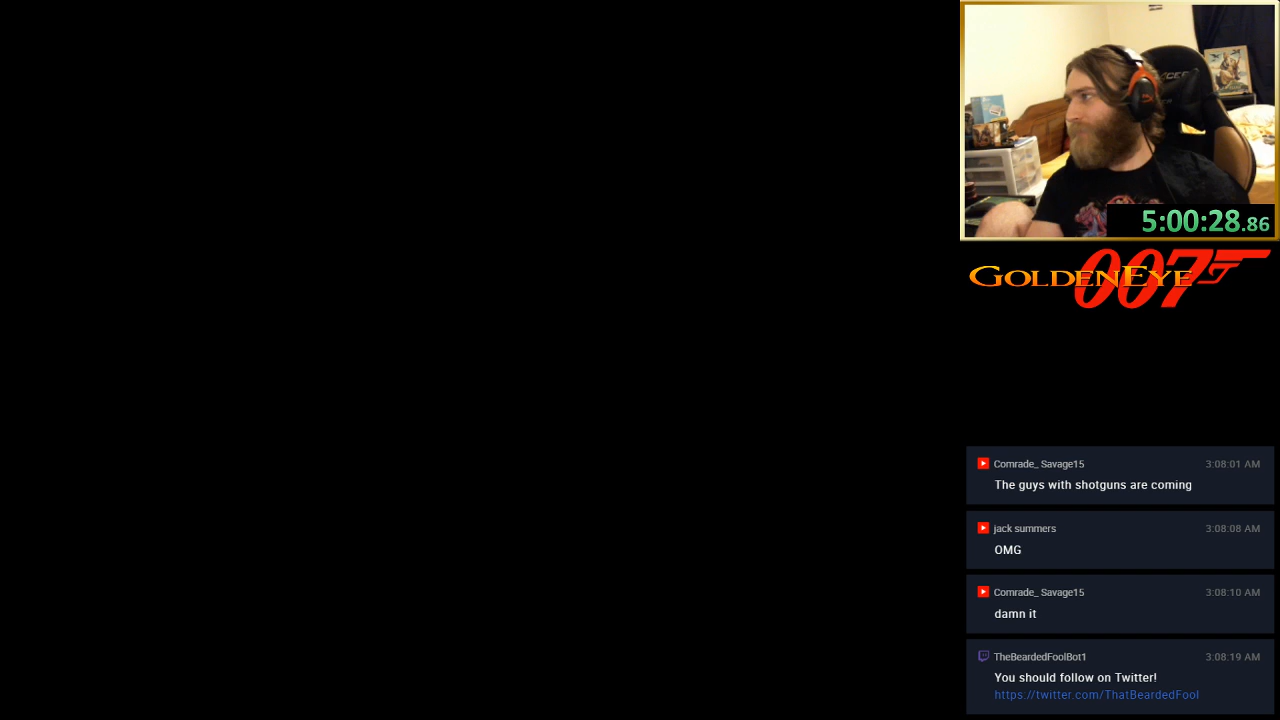 5:00:28.86
GOLDENEYE 007
Comrade_ Savage15 3:08:01 AM
The guys with shotguns are coming
jack summers 3:08:08 AM
OMG
Comrade_ Savage15 3:08:10 AM
damn it
TheBeardedFoolBot1 3:08:19 AM
You should follow on Twitter!
https://twitter.com/ThatBeardedFool